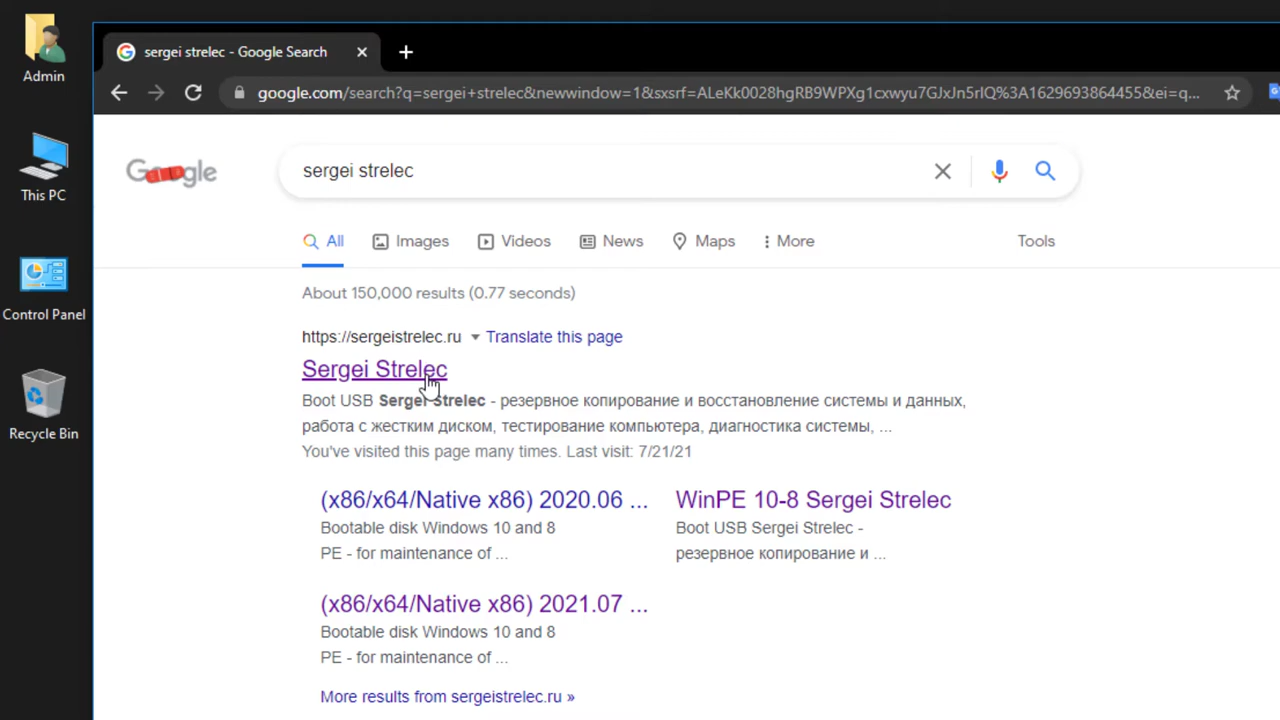 Admin
This PC
Control Panel
Recycle Bin
sergei strelec - Google Search
google.com/search?q=sergei+strelec&newwindow=1&sxsrf=ALeKk0028hgRB9WPXg1cxwyu7GJxJn5rlQ%3A1629693864455&ei=q...
Google
sergei strelec
All Images Videos News Maps More Tools
About 150,000 results (0.77 seconds)
https://sergeistrelec.ru Translate this page
Sergei Strelec
Boot USB Sergei Strelec - резервное копирование и восстановление системы и данных,
работа с жестким диском, тестирование компьютера, диагностика системы, ...
You've visited this page many times. Last visit: 7/21/21
(x86/x64/Native x86) 2020.06 ...
Bootable disk Windows 10 and 8
PE - for maintenance of ...
WinPE 10-8 Sergei Strelec
Boot USB Sergei Strelec -
резервное копирование и ...
(x86/x64/Native x86) 2021.07 ...
Bootable disk Windows 10 and 8
PE - for maintenance of ...
More results from sergeistrelec.ru »